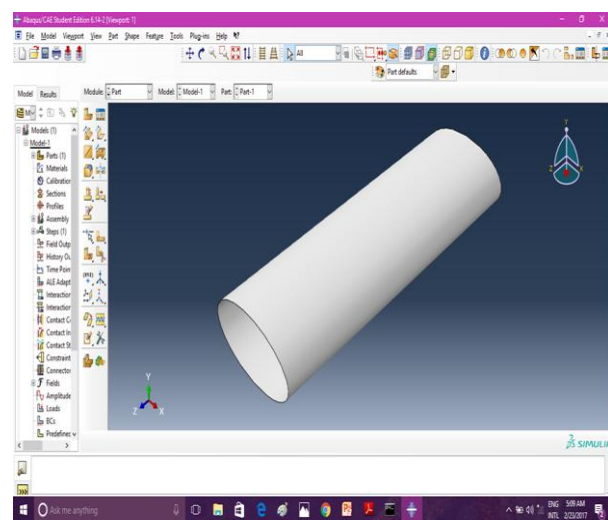 Abaqus/CAE Student Edition 6.14-2 [Viewport: 1]
File Model Viewport View Part Shape Feature Tools Plug-ins Help
All
Part defaults
Model Results Module: Part Model: Model-1 Part: Part-1
Models (1)
Model-1
Parts (1)
Materials
Calibration
Sections
Profiles
Assembly
Steps (1)
Field Outp
History Ou
Time Poin
ALE Adapt
Interaction
Interaction
Contact C
Contact In
Contact St
Constraint
Connector
Fields
Amplitude
Loads
BCs
Predefine
Y
Z X
Y
Z X
SIMULIA
Ask me anything
ENG 5:09 AM
INTL 2/23/2017